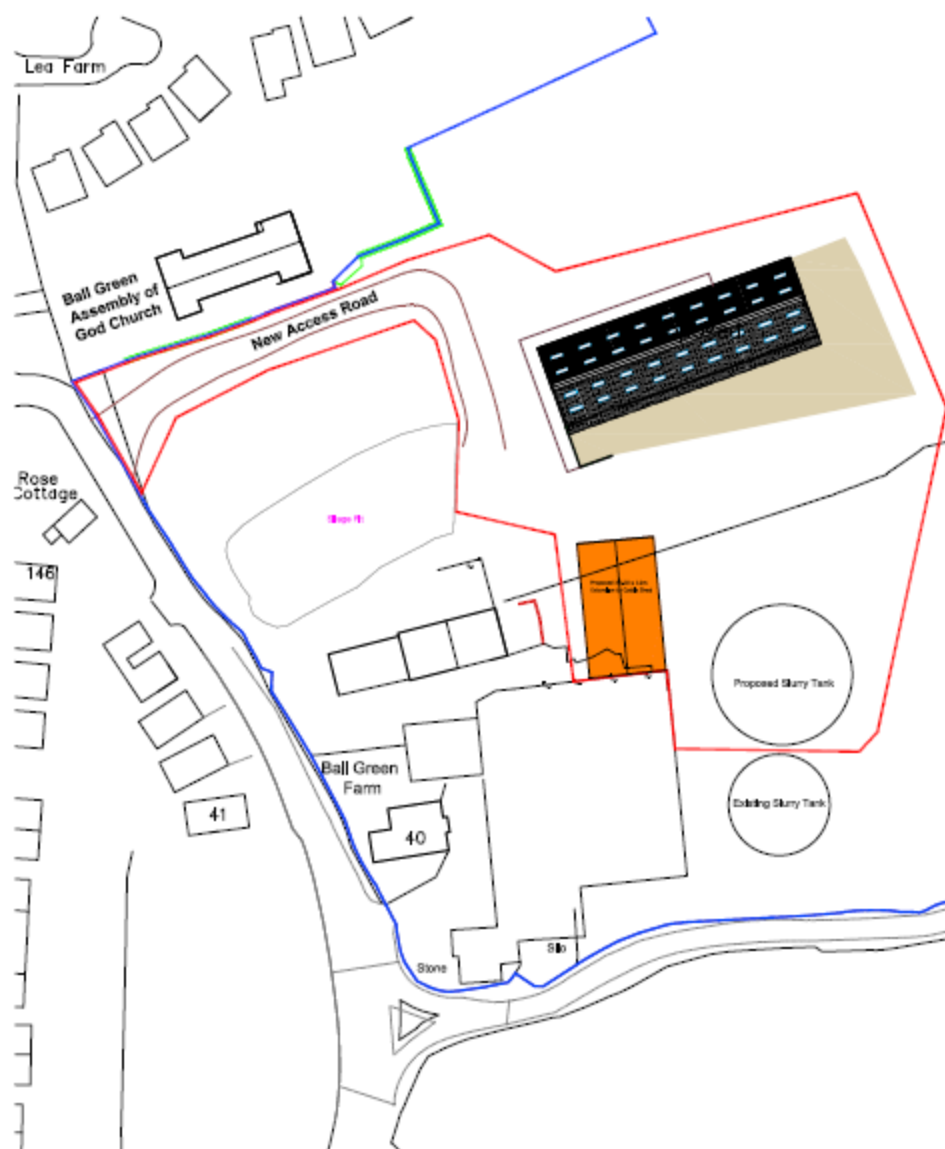 Lea Farm
Ball Green
Assembly of
God Church
New Access Road
Rose
Cottage
146
Proposed Slurry Tank
Ball Green
Farm
41
40
Existing Slurry Tank
Stone
Silo